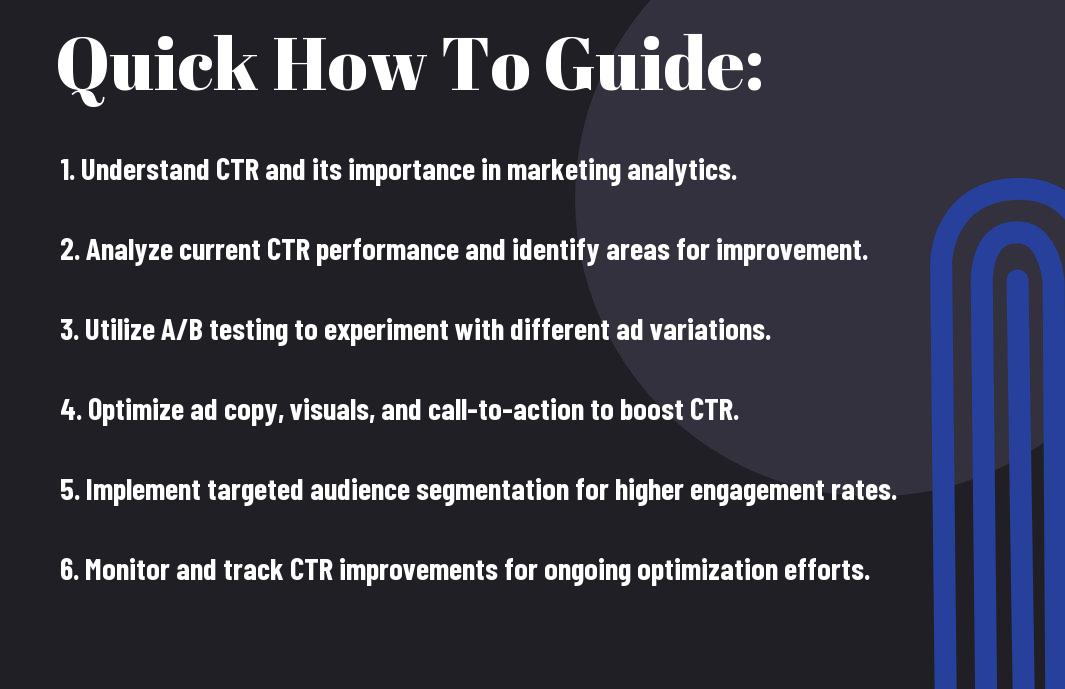 Quick How To Guide:
1. Understand CTR and its importance in marketing analytics.
2. Analyze current CTR performance and identify areas for improvement.
3. Utilize A/B testing to experiment with different ad variations.
4. Optimize ad copy, visuals, and call-to-action to boost CTR.
5. Implement targeted audience segmentation for higher engagement rates.
6. Monitor and track CTR improvements for ongoing optimization efforts.